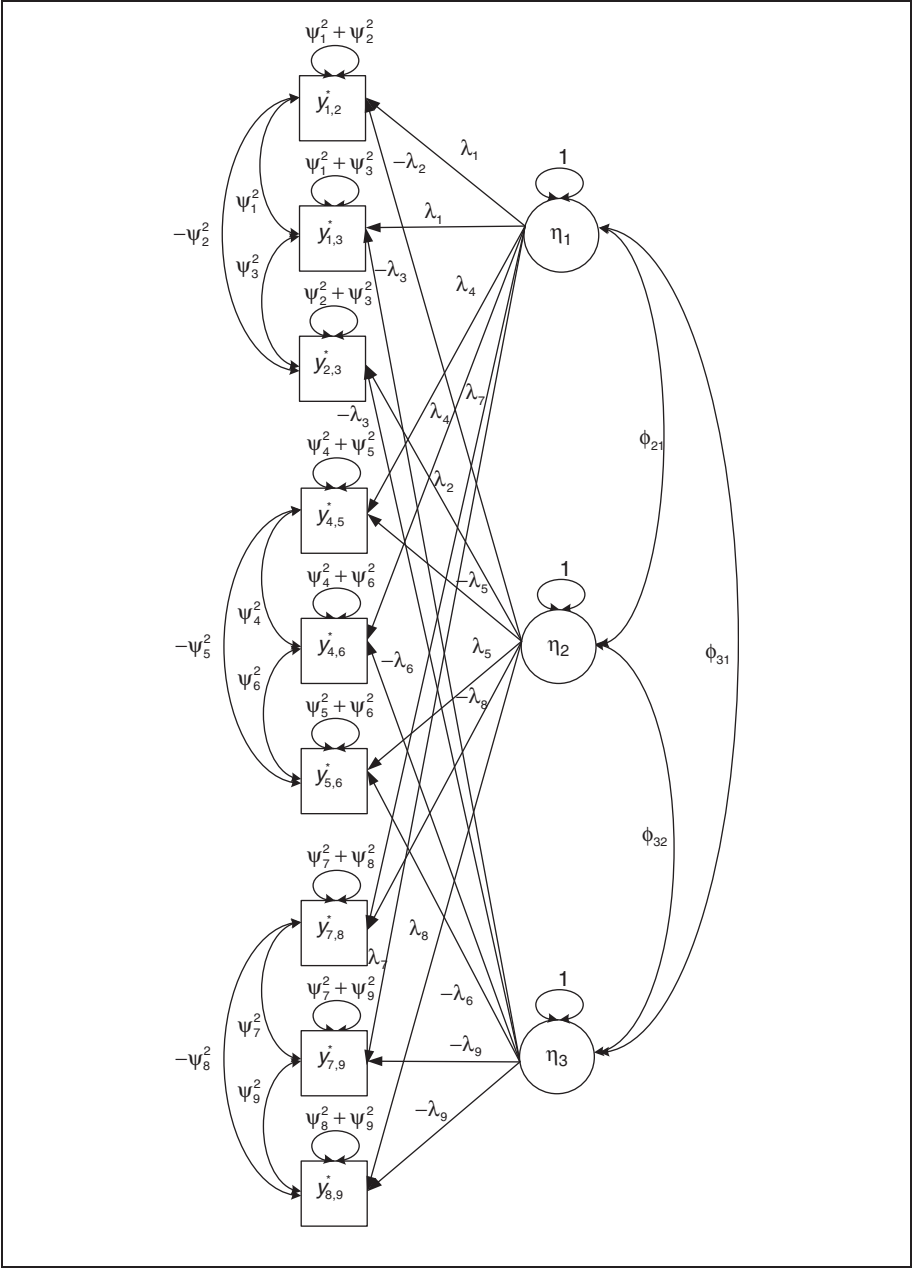 ψ₁² + ψ₂²
y*₁,₂
λ₁
−λ₂
1
ψ₁² + ψ₃²
ψ₁²
λ₁
y*₁,₃
η₁
−ψ₂²
ψ₃²
−λ₃
λ₄
ψ₂² + ψ₃²
y*₂,₃
λ₇
−λ₃
λ₄
ϕ₂₁
ψ₄² + ψ₅²
λ₂
y*₄,₅
1
ψ₄² + ψ₆²
−λ₅
ψ₄²
y*₄,₆
λ₅
η₂
−ψ₅²
−λ₆
ϕ₃₁
ψ₆²
ψ₅² + ψ₆²
−λ₈
y*₅,₆
ϕ₃₂
ψ₇² + ψ₈²
y*₇,₈
λ₈
λ₇
1
ψ₇² + ψ₉²
−λ₆
ψ₇²
y*₇,₉
−λ₉
η₃
−ψ₈²
ψ₉²
ψ₈² + ψ₉²
−λ₉
y*₈,₉